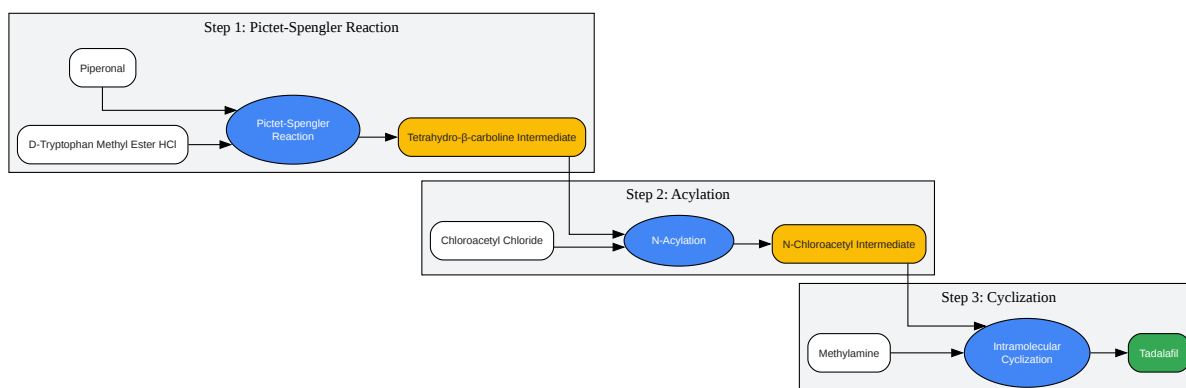 Step 1: Pictet-Spengler Reaction
Piperonal
D-Tryptophan Methyl Ester HCl
Pictet-Spengler
Reaction
Tetrahydro-β-carboline Intermediate
Step 2: Acylation
Chloroacetyl Chloride
N-Acylation
N-Chloroacetyl Intermediate
Step 3: Cyclization
Methylamine
Intramolecular
Cyclization
Tadalafil